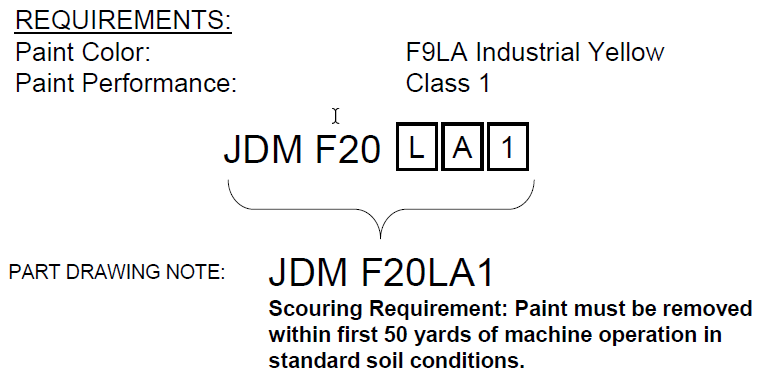 REQUIREMENTS:
Paint Color: F9LA Industrial Yellow
Paint Performance: Class 1
JDM F20 L A 1
PART DRAWING NOTE: JDM F20LA1
Scouring Requirement: Paint must be removed
within first 50 yards of machine operation in
standard soil conditions.